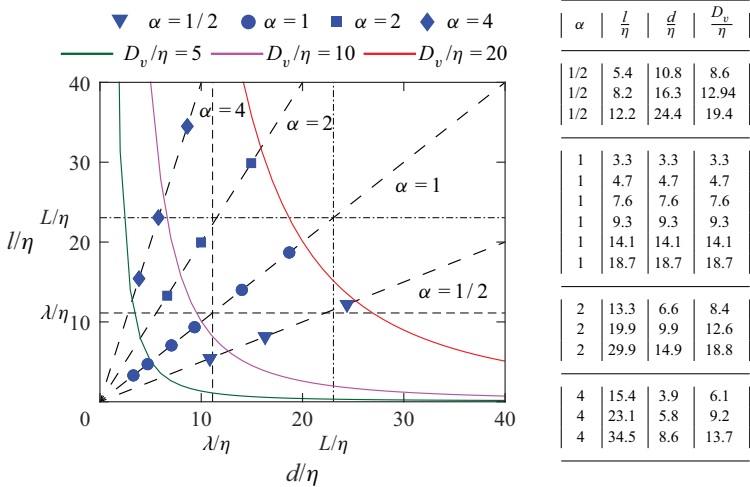 α = 1/2 α = 1 α = 2 α = 4
D_v/η = 5 D_v/η = 10 D_v/η = 20
40
30
20
10
L/η
λ/η
l/η
α = 4
α = 2
α = 1
α = 1/2
0 10 20 30 40
λ/η L/η
d/η
α l/η d/η D_v/η
1/2 5.4 10.8 8.6
1/2 8.2 16.3 12.94
1/2 12.2 24.4 19.4
1 3.3 3.3 3.3
1 4.7 4.7 4.7
1 7.6 7.6 7.6
1 9.3 9.3 9.3
1 14.1 14.1 14.1
1 18.7 18.7 18.7
2 13.3 6.6 8.4
2 19.9 9.9 12.6
2 29.9 14.9 18.8
4 15.4 3.9 6.1
4 23.1 5.8 9.2
4 34.5 8.6 13.7